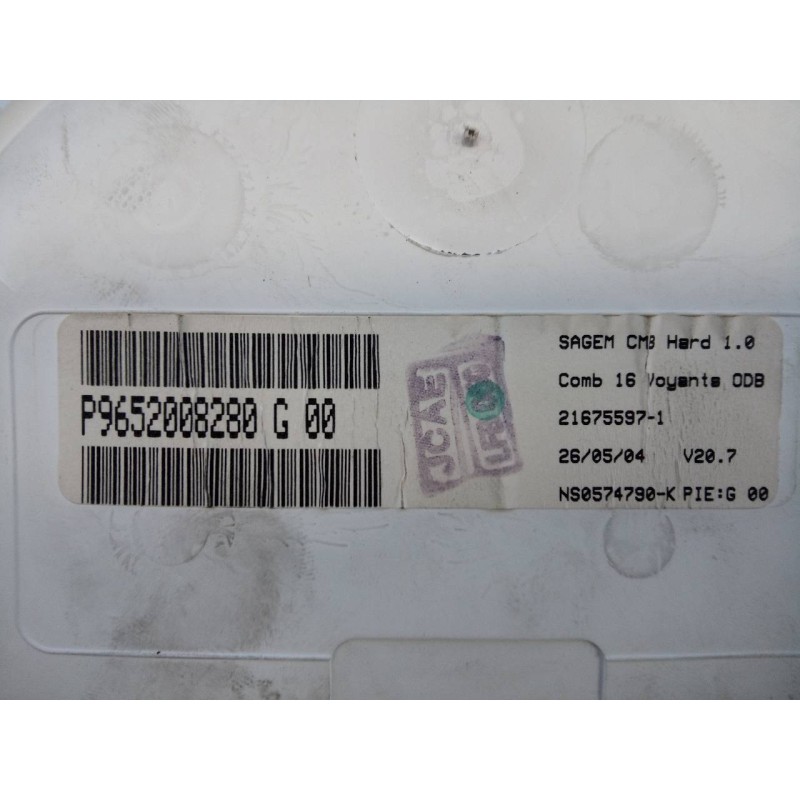 P9652008280 G 00
JCAE
SAGEM CMB Hard 1.0
Comb 16 Voyants ODB
21675597-1
26/05/04 V20.7
NS0574790-K PIE:G 00